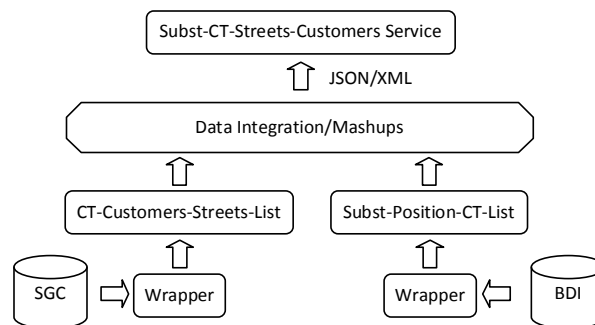 Subst-CT-Streets-Customers Service
JSON/XML
Data Integration/Mashups
CT-Customers-Streets-List
Subst-Position-CT-List
SGC
Wrapper
Wrapper
BDI